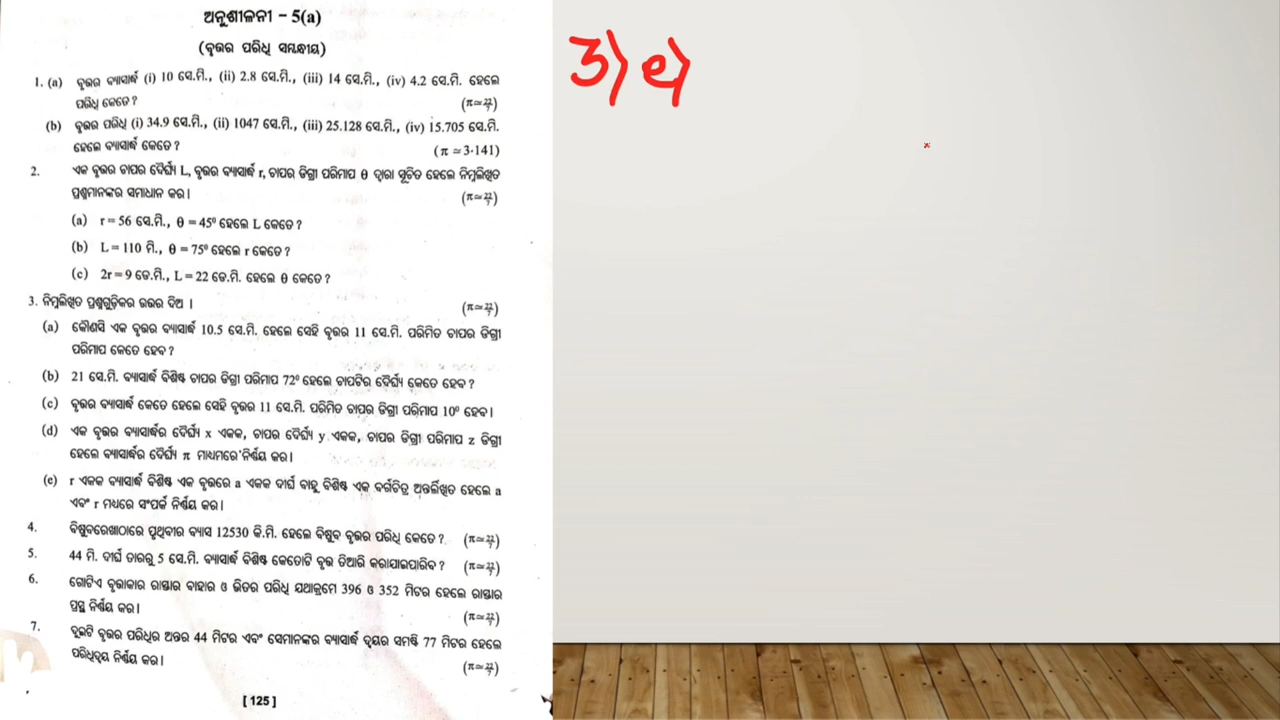 ଅନୁଶୀଳନୀ - 5(a)
(ବୃତ୍ତର ପରିଧି ସମ୍ବନ୍ଧୀୟ)
1. (a) ବୃତ୍ତର ବ୍ୟାସାର୍ଦ୍ଧ (i) 10 ସେ.ମି., (ii) 2.8 ସେ.ମି., (iii) 14 ସେ.ମି., (iv) 4.2 ସେ.ମି. ହେଲେ
ପରିଧି କେତେ ? (π≃22/7)
(b) ବୃତ୍ତର ପରିଧି (i) 34.9 ସେ.ମି., (ii) 1047 ସେ.ମି., (iii) 25.128 ସେ.ମି., (iv) 15.705 ସେ.ମି.
ହେଲେ ବ୍ୟାସାର୍ଦ୍ଧ କେତେ ? (π ≃3·141)
2. ଏକ ବୃତ୍ତର ଚାପର ଦୈର୍ଘ୍ୟ L, ବୃତ୍ତର ବ୍ୟାସାର୍ଦ୍ଧ r, ଚାପର ଡିଗ୍ରୀ ପରିମାପ θ ଦ୍ୱାରା ସୂଚିତ ହେଲେ ନିମ୍ନଲିଖିତ
ପ୍ରଶ୍ନମାନଙ୍କର ସମାଧାନ କର। (π≃22/7)
(a) r = 56 ସେ.ମି., θ = 45⁰ ହେଲେ L କେତେ ?
(b) L = 110 ମି., θ = 75⁰ ହେଲେ r କେତେ ?
(c) 2r = 9 ଡେ.ମି., L = 22 ଡେ.ମି. ହେଲେ θ କେତେ ?
3. ନିମ୍ନଲିଖିତ ପ୍ରଶ୍ନଗୁଡ଼ିକର ଉତ୍ତର ଦିଅ । (π≃22/7)
(a) କୌଣସି ଏକ ବୃତ୍ତର ବ୍ୟାସାର୍ଦ୍ଧ 10.5 ସେ.ମି. ହେଲେ ସେହି ବୃତ୍ତର 11 ସେ.ମି. ପରିମିତ ଚାପର ଡିଗ୍ରୀ
ପରିମାପ କେତେ ହେବ ?
(b) 21 ସେ.ମି. ବ୍ୟାସାର୍ଦ୍ଧ ବିଶିଷ୍ଟ ଚାପର ଡିଗ୍ରୀ ପରିମାପ 72⁰ ହେଲେ ଚାପଟିର ଦୈର୍ଘ୍ୟ କେତେ ହେବ ?
(c) ବୃତ୍ତର ବ୍ୟାସାର୍ଦ୍ଧ କେତେ ହେଲେ ସେହି ବୃତ୍ତର 11 ସେ.ମି. ପରିମିତ ଚାପର ଡିଗ୍ରୀ ପରିମାପ 10⁰ ହେବ।
(d) ଏକ ବୃତ୍ତର ବ୍ୟାସାର୍ଦ୍ଧର ଦୈର୍ଘ୍ୟ x ଏକକ, ଚାପର ଦୈର୍ଘ୍ୟ y ଏକକ, ଚାପର ଡିଗ୍ରୀ ପରିମାପ z ଡିଗ୍ରୀ
ହେଲେ ବ୍ୟାସାର୍ଦ୍ଧର ଦୈର୍ଘ୍ୟ π ମାଧ୍ୟମରେ ନିର୍ଣ୍ଣୟ କର।
(e) r ଏକକ ବ୍ୟାସାର୍ଦ୍ଧ ବିଶିଷ୍ଟ ଏକ ବୃତ୍ତରେ a ଏକକ ଦୀର୍ଘ ବାହୁ ବିଶିଷ୍ଟ ଏକ ବର୍ଗଚିତ୍ର ଅନ୍ତର୍ଲିଖିତ ହେଲେ a
ଏବଂ r ମଧ୍ୟରେ ସଂପର୍କ ନିର୍ଣ୍ଣୟ କର।
4. ବିଷୁବରେଖାଠାରେ ପୃଥିବୀର ବ୍ୟାସ 12530 କି.ମି. ହେଲେ ବିଷୁବ ବୃତ୍ତର ପରିଧି କେତେ ? (π≃22/7)
5. 44 ମି. ଦୀର୍ଘ ତାରରୁ 5 ସେ.ମି. ବ୍ୟାସାର୍ଦ୍ଧ ବିଶିଷ୍ଟ କେତୋଟି ବୃତ୍ତ ତିଆରି କରାଯାଇପାରିବ ? (π≃22/7)
6. ଗୋଟିଏ ବୃତ୍ତାକାର ରାସ୍ତାର ବାହାର ଓ ଭିତର ପରିଧି ଯଥାକ୍ରମେ 396 ଓ 352 ମିଟର ହେଲେ ରାସ୍ତାର
ପ୍ରସ୍ଥ ନିର୍ଣ୍ଣୟ କର। (π≃22/7)
7. ଦୁଇଟି ବୃତ୍ତର ପରିଧିର ଅନ୍ତର 44 ମିଟର ଏବଂ ସେମାନଙ୍କର ବ୍ୟାସାର୍ଦ୍ଧ ଦ୍ୱୟର ସମଷ୍ଟି 77 ମିଟର ହେଲେ
ପରିଧିଦ୍ୱୟ ନିର୍ଣ୍ଣୟ କର। (π≃22/7)
[ 125 ]
3) e)